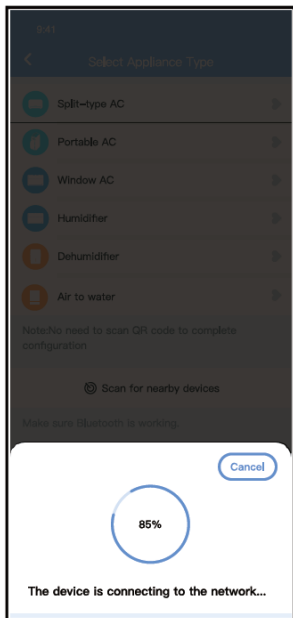 9:41
Select Appliance Type
Split-type AC
Portable AC
Window AC
Humidifier
Dehumidifier
Air to water
Note:No need to scan QR code to complete
configuration
Scan for nearby devices
Make sure Bluetooth is working.
Cancel
85%
The device is connecting to the network...